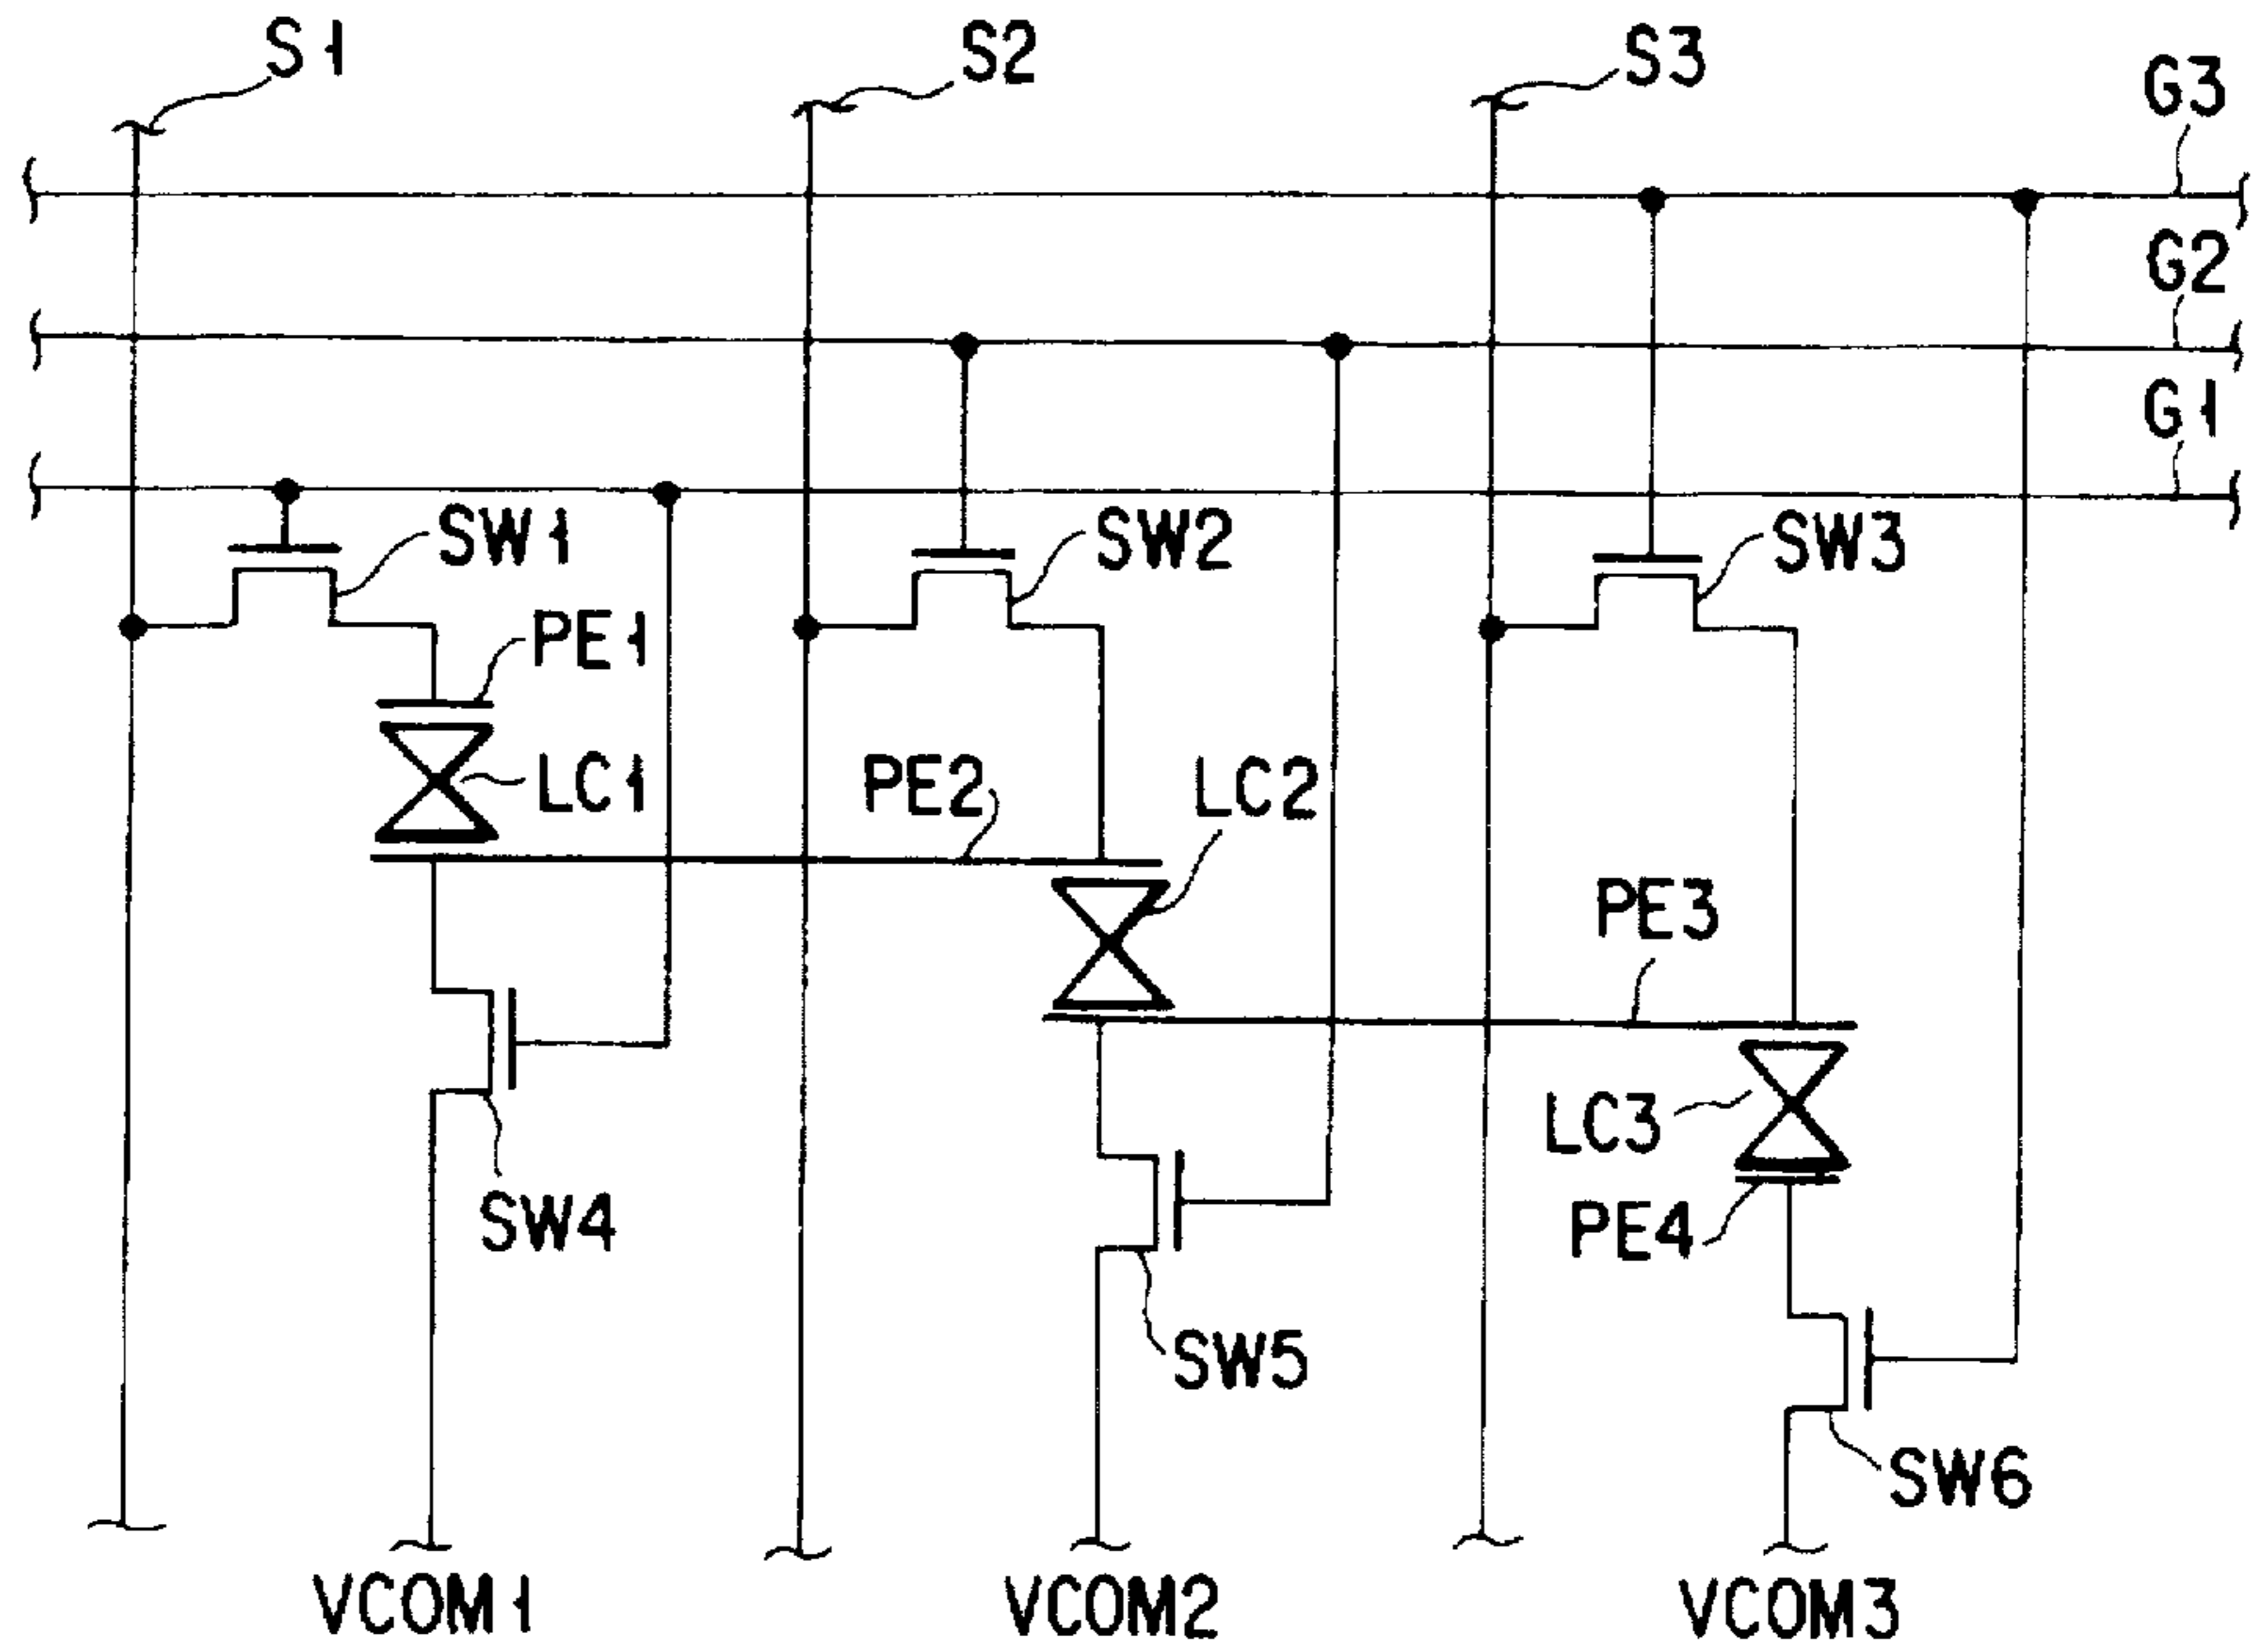 S1
S2
S3
G3
G2
G1
SW1
SW2
SW3
PE1
LC1
PE2
LC2
PE3
LC3
SW4
PE4
SW5
SW6
VCOM1
VCOM2
VCOM3